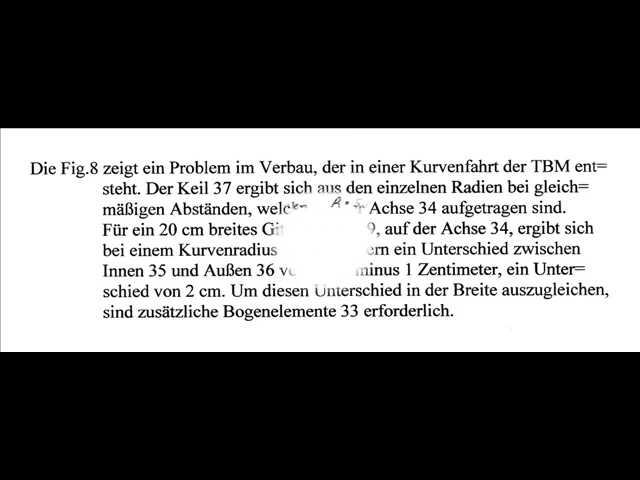 Die Fig.8 zeigt ein Problem im Verbau, der in einer Kurvenfahrt der TBM ent=
steht. Der Keil 37 ergibt sich aus den einzelnen Radien bei gleich=
mäßigen Abständen, Achse 34 aufgetragen sind.
Für ein 20 cm breites auf der Achse 34, ergibt sich
bei einem Kurvenradius ein Unterschied zwischen
Innen 35 und Außen 36 minus 1 Zentimeter, ein Unter=
schied von 2 cm. Um diesen Unterschied in der Breite auszugleichen,
sind zusätzliche Bogenelemente 33 erforderlich.